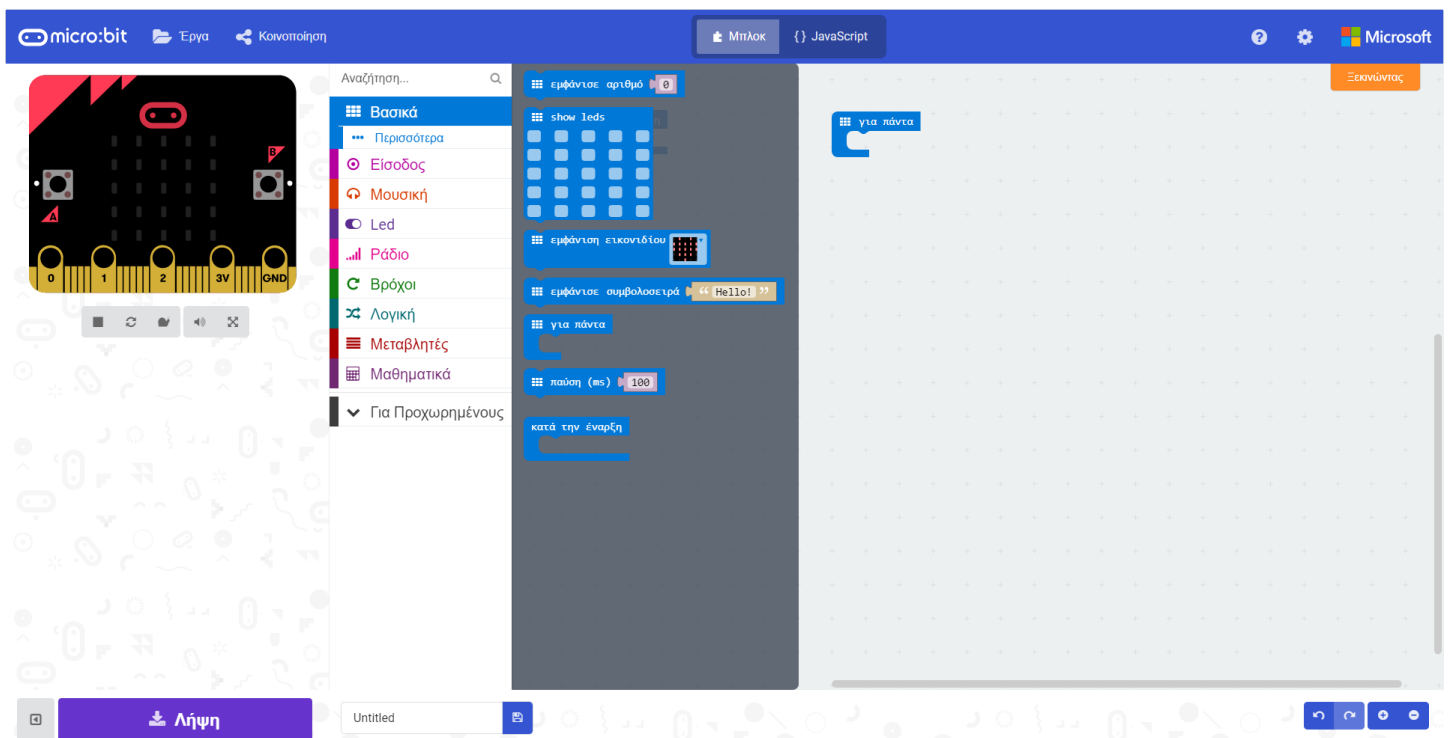 micro:bit Έργα Κοινοποίηση Μπλοκ {} JavaScript Microsoft
Ξεκινώντας
A
B
0 1 2 3V GND
Αναζήτηση...
Βασικά
Περισσότερα
Είσοδος
Μουσική
Led
Ράδιο
Βρόχοι
Λογική
Μεταβλητές
Μαθηματικά
Για Προχωρημένους
εμφάνισε αριθμό 0
show leds
εμφάνιση εικονιδίου
εμφάνισε συμβολοσειρά “ Hello! ”
για πάντα
παύση (ms) 100
κατά την έναρξη
για πάντα
Λήψη
Untitled